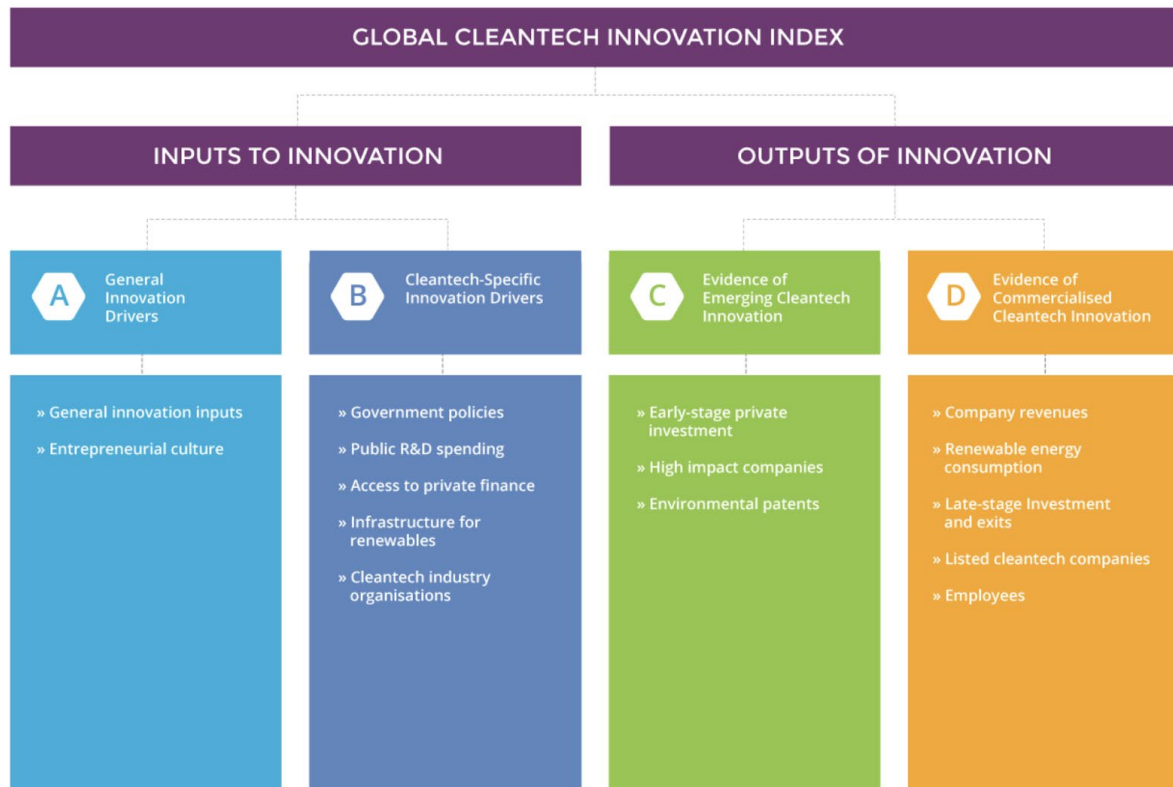 GLOBAL CLEANTECH INNOVATION INDEX
INPUTS TO INNOVATION
OUTPUTS OF INNOVATION
A
General
Innovation
Drivers
B
Cleantech-Specific
Innovation Drivers
C
Evidence of
Emerging Cleantech
Innovation
D
Evidence of
Commercialised
Cleantech Innovation
» General innovation inputs
» Entrepreneurial culture
» Government policies
» Public R&D spending
» Access to private finance
» Infrastructure for
renewables
» Cleantech industry
organisations
» Early-stage private
investment
» High impact companies
» Environmental patents
» Company revenues
» Renewable energy
consumption
» Late-stage Investment
and exits
» Listed cleantech companies
» Employees